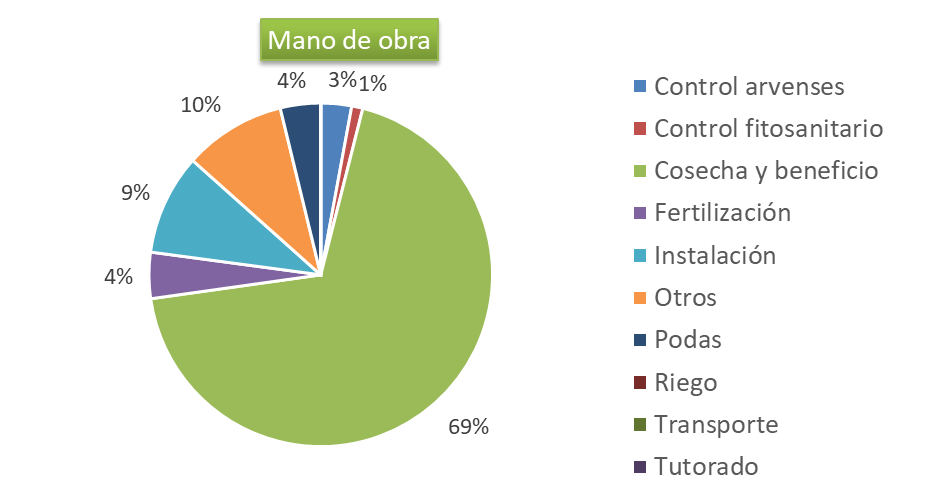 Mano de obra
4%
3%
1%
10%
9%
4%
69%
Control arvenses
Control fitosanitario
Cosecha y beneficio
Fertilización
Instalación
Otros
Podas
Riego
Transporte
Tutorado